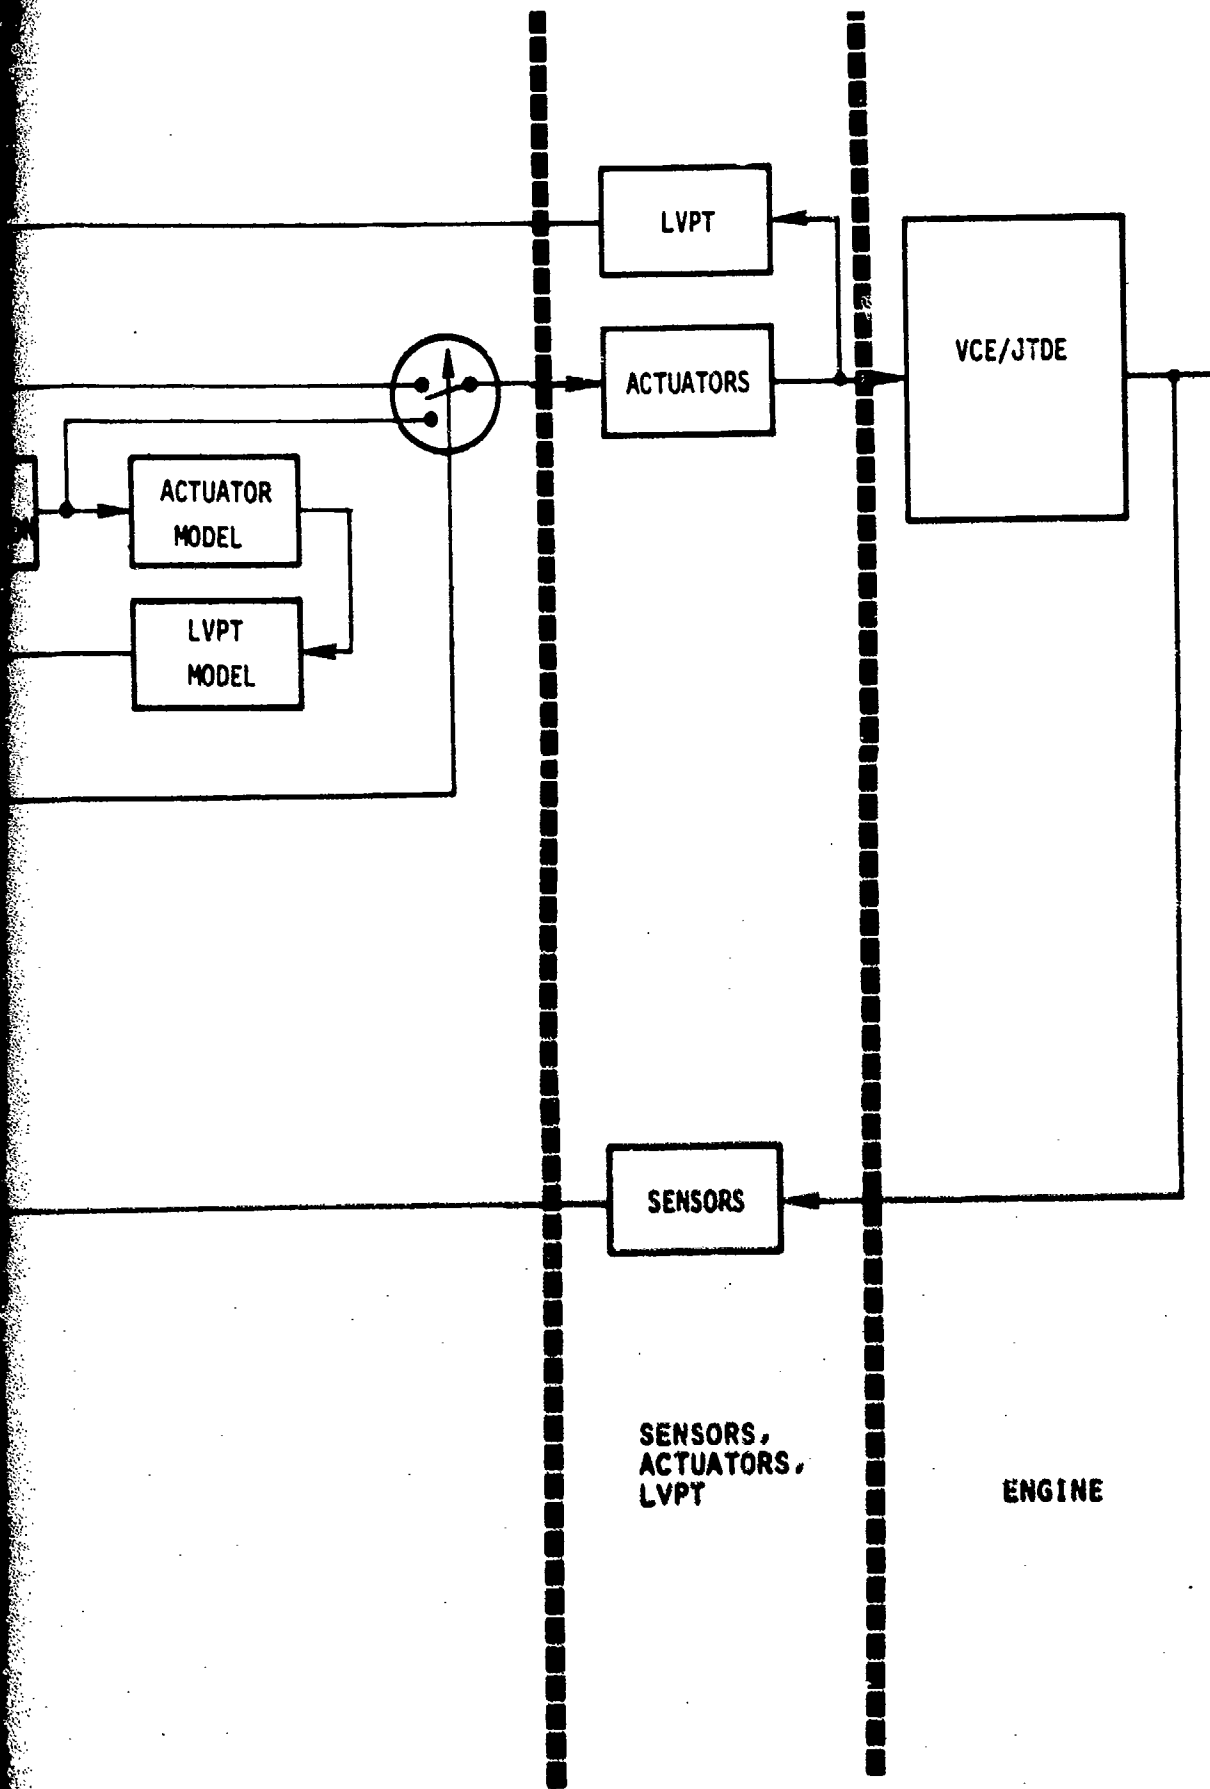 LVPT
VCE/JTDE
ACTUATORS
ACTUATOR
MODEL
LVPT
MODEL
SENSORS
SENSORS,
ACTUATORS,
LVPT
ENGINE